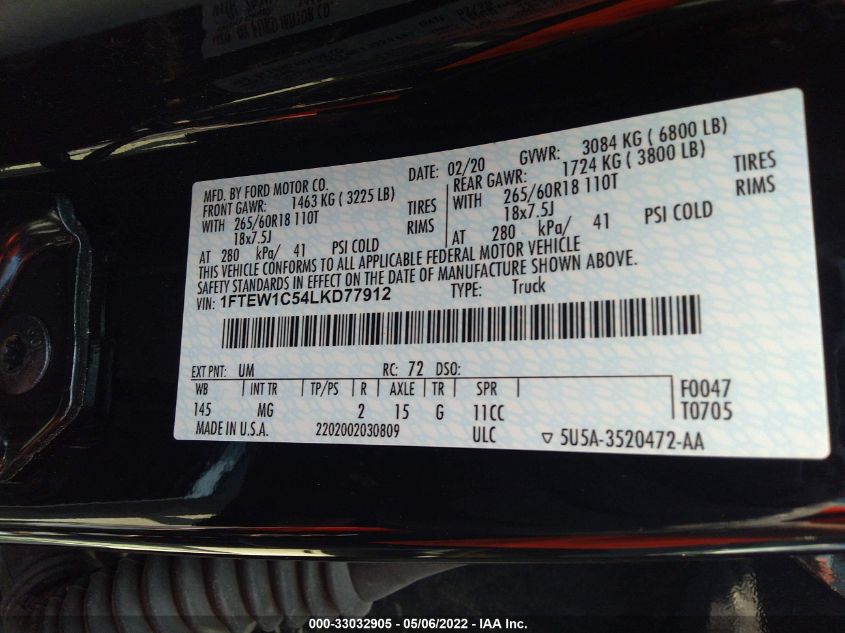 MFG. BY FORD MOTOR CO.
DATE: 02/20 GVWR: 3084 KG ( 6800 LB)
FRONT GAWR: 1463 KG ( 3225 LB)
REAR GAWR: 1724 KG ( 3800 LB)
WITH 265/60R18 110T TIRES
WITH 265/60R18 110T TIRES
18x7.5J RIMS
18x7.5J RIMS
AT 280 kPa/ 41 PSI COLD
AT 280 kPa/ 41 PSI COLD
THIS VEHICLE CONFORMS TO ALL APPLICABLE FEDERAL MOTOR VEHICLE
SAFETY STANDARDS IN EFFECT ON THE DATE OF MANUFACTURE SHOWN ABOVE.
VIN: 1FTEW1C54LKD77912 TYPE: Truck
EXT PNT: UM RC: 72 DSO:
WB INT TR TP/PS R AXLE TR SPR F0047
145 MG 2 15 G 11CC T0705
MADE IN U.S.A. 2202002030809 ULC ▽ 5U5A-3520472-AA
000-33032905 - 05/06/2022 - IAA Inc.